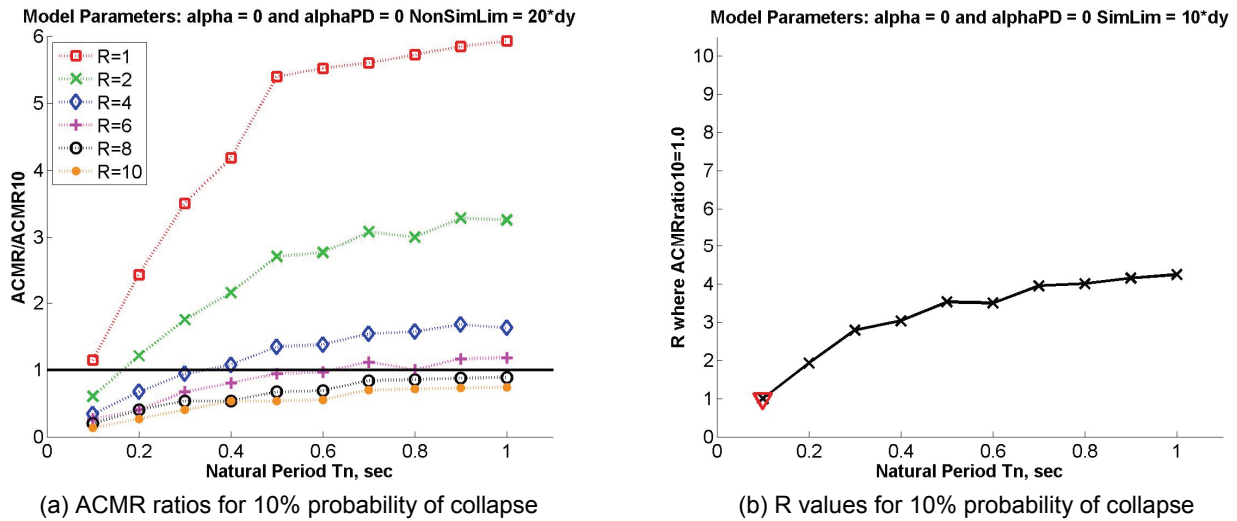 Model Parameters: alpha = 0 and alphaPD = 0 NonSimLim = 20*dy
ACMR/ACMR10
6
5
4
3
2
1
0
R=1
R=2
R=4
R=6
R=8
R=10
0
0.2
0.4
0.6
0.8
1
Natural Period Tn, sec
(a) ACMR ratios for 10% probability of collapse
Model Parameters: alpha = 0 and alphaPD = 0 SimLim = 10*dy
R where ACMRratio10=1.0
10
9
8
7
6
5
4
3
2
1
0
0
0.2
0.4
0.6
0.8
1
Natural Period Tn, sec
(b) R values for 10% probability of collapse